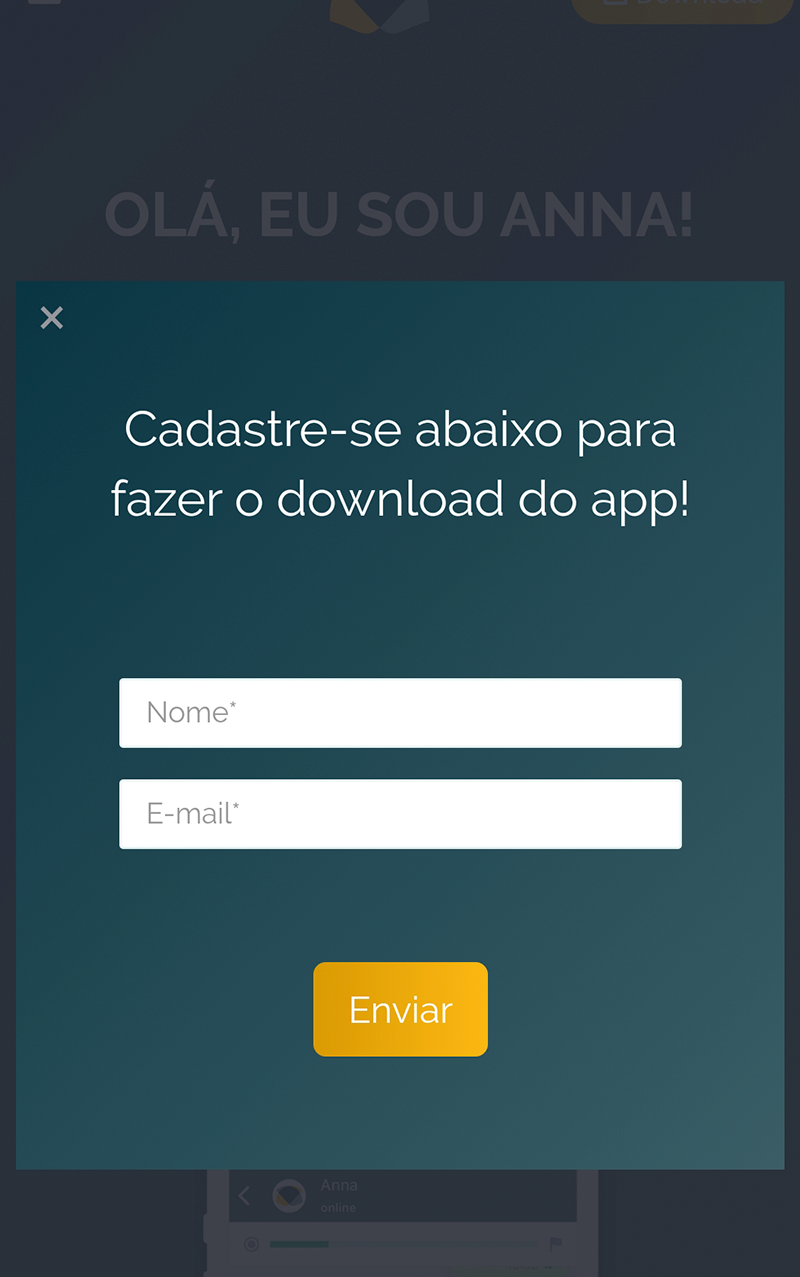 Download
OLÁ, EU SOU ANNA!
×
Cadastre-se abaixo para
fazer o download do app!
Nome*
E-mail*
Enviar
Anna
online